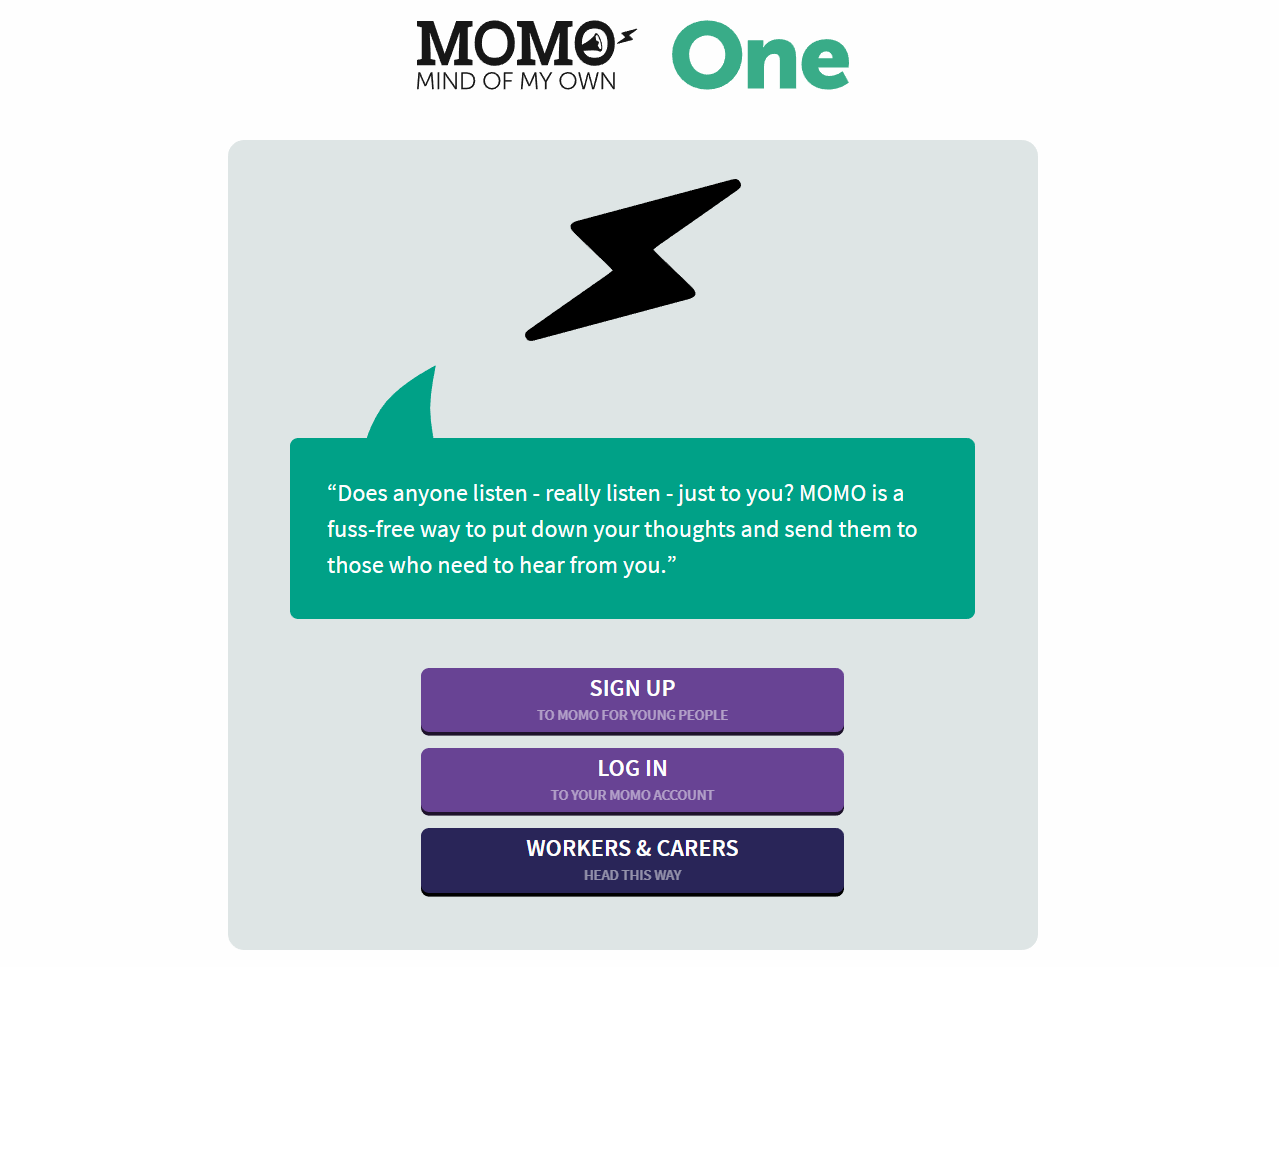 MOMO One
MIND OF MY OWN
“Does anyone listen - really listen - just to you? MOMO is a
fuss-free way to put down your thoughts and send them to
those who need to hear from you.”
SIGN UP
TO MOMO FOR YOUNG PEOPLE
LOG IN
TO YOUR MOMO ACCOUNT
WORKERS & CARERS
HEAD THIS WAY